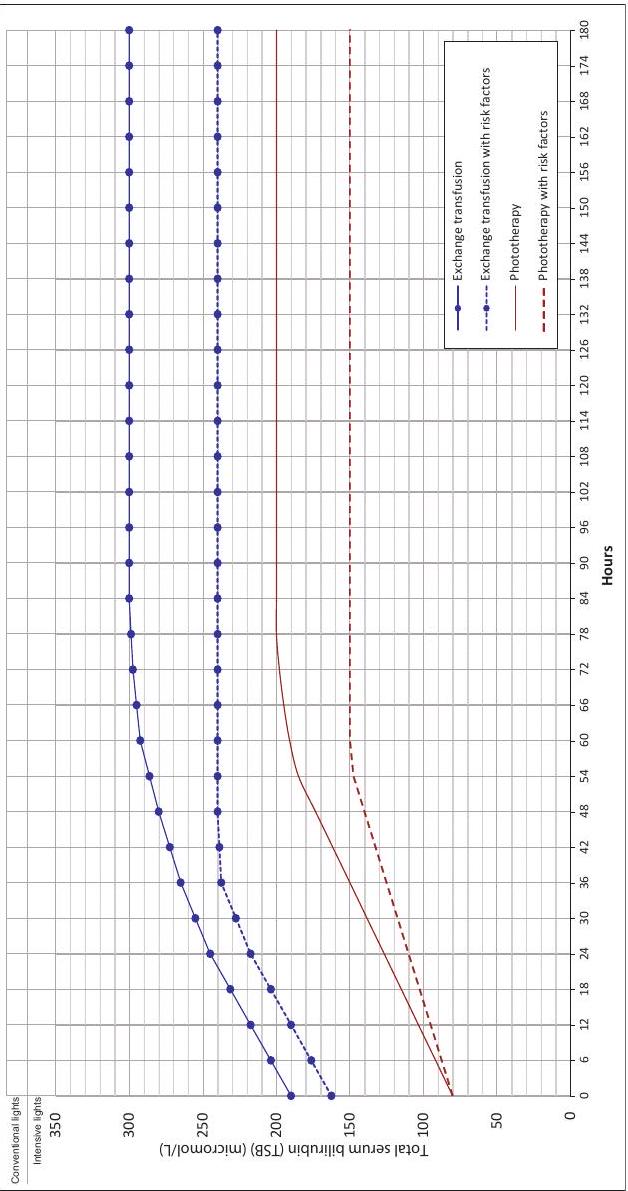 Conventional lights
Intensive lights
Total serum bilirubin (TSB) (micromol/L)
350
300
250
200
150
100
50
0
Exchange transfusion
Exchange transfusion with risk factors
Phototherapy
Phototherapy with risk factors
0 6 12 18 24 30 36 42 48 54 60 66 72 78 84 90 96 102 108 114 120 126 132 138 144 150 156 162 168 174 180
Hours